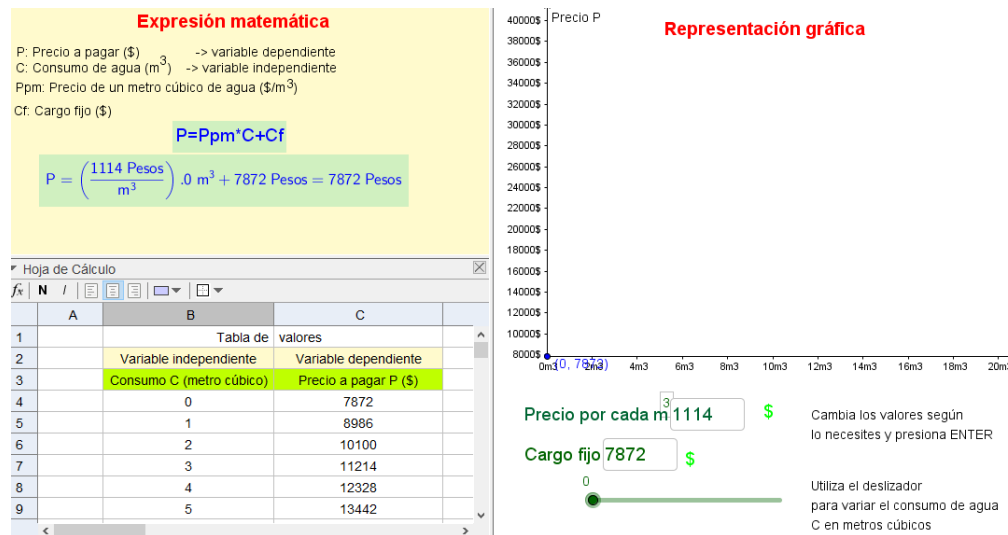 Expresión matemática
P: Precio a pagar ($) -> variable dependiente
C: Consumo de agua (m³) -> variable independiente
Ppm: Precio de un metro cúbico de agua ($/m³)
Cf: Cargo fijo ($)
P=Ppm*C+Cf
P = (1114 Pesos / m³) .0 m³ + 7872 Pesos = 7872 Pesos
Hoja de Cálculo
fx N I
A B C
1 Tabla de valores
2 Variable independiente Variable dependiente
3 Consumo C (metro cúbico) Precio a pagar P ($)
4 0 7872
5 1 8986
6 2 10100
7 3 11214
8 4 12328
9 5 13442
Representación gráfica
Precio P
40000$
38000$
36000$
34000$
32000$
30000$
28000$
26000$
24000$
22000$
20000$
18000$
16000$
14000$
12000$
10000$
8000$
(0, 7872)
0m3 2m3 4m3 6m3 8m3 10m3 12m3 14m3 16m3 18m3 20m3
Precio por cada m³ 1114 $
Cambia los valores según
lo necesites y presiona ENTER
Cargo fijo 7872 $
0
Utiliza el deslizador
para variar el consumo de agua
C en metros cúbicos